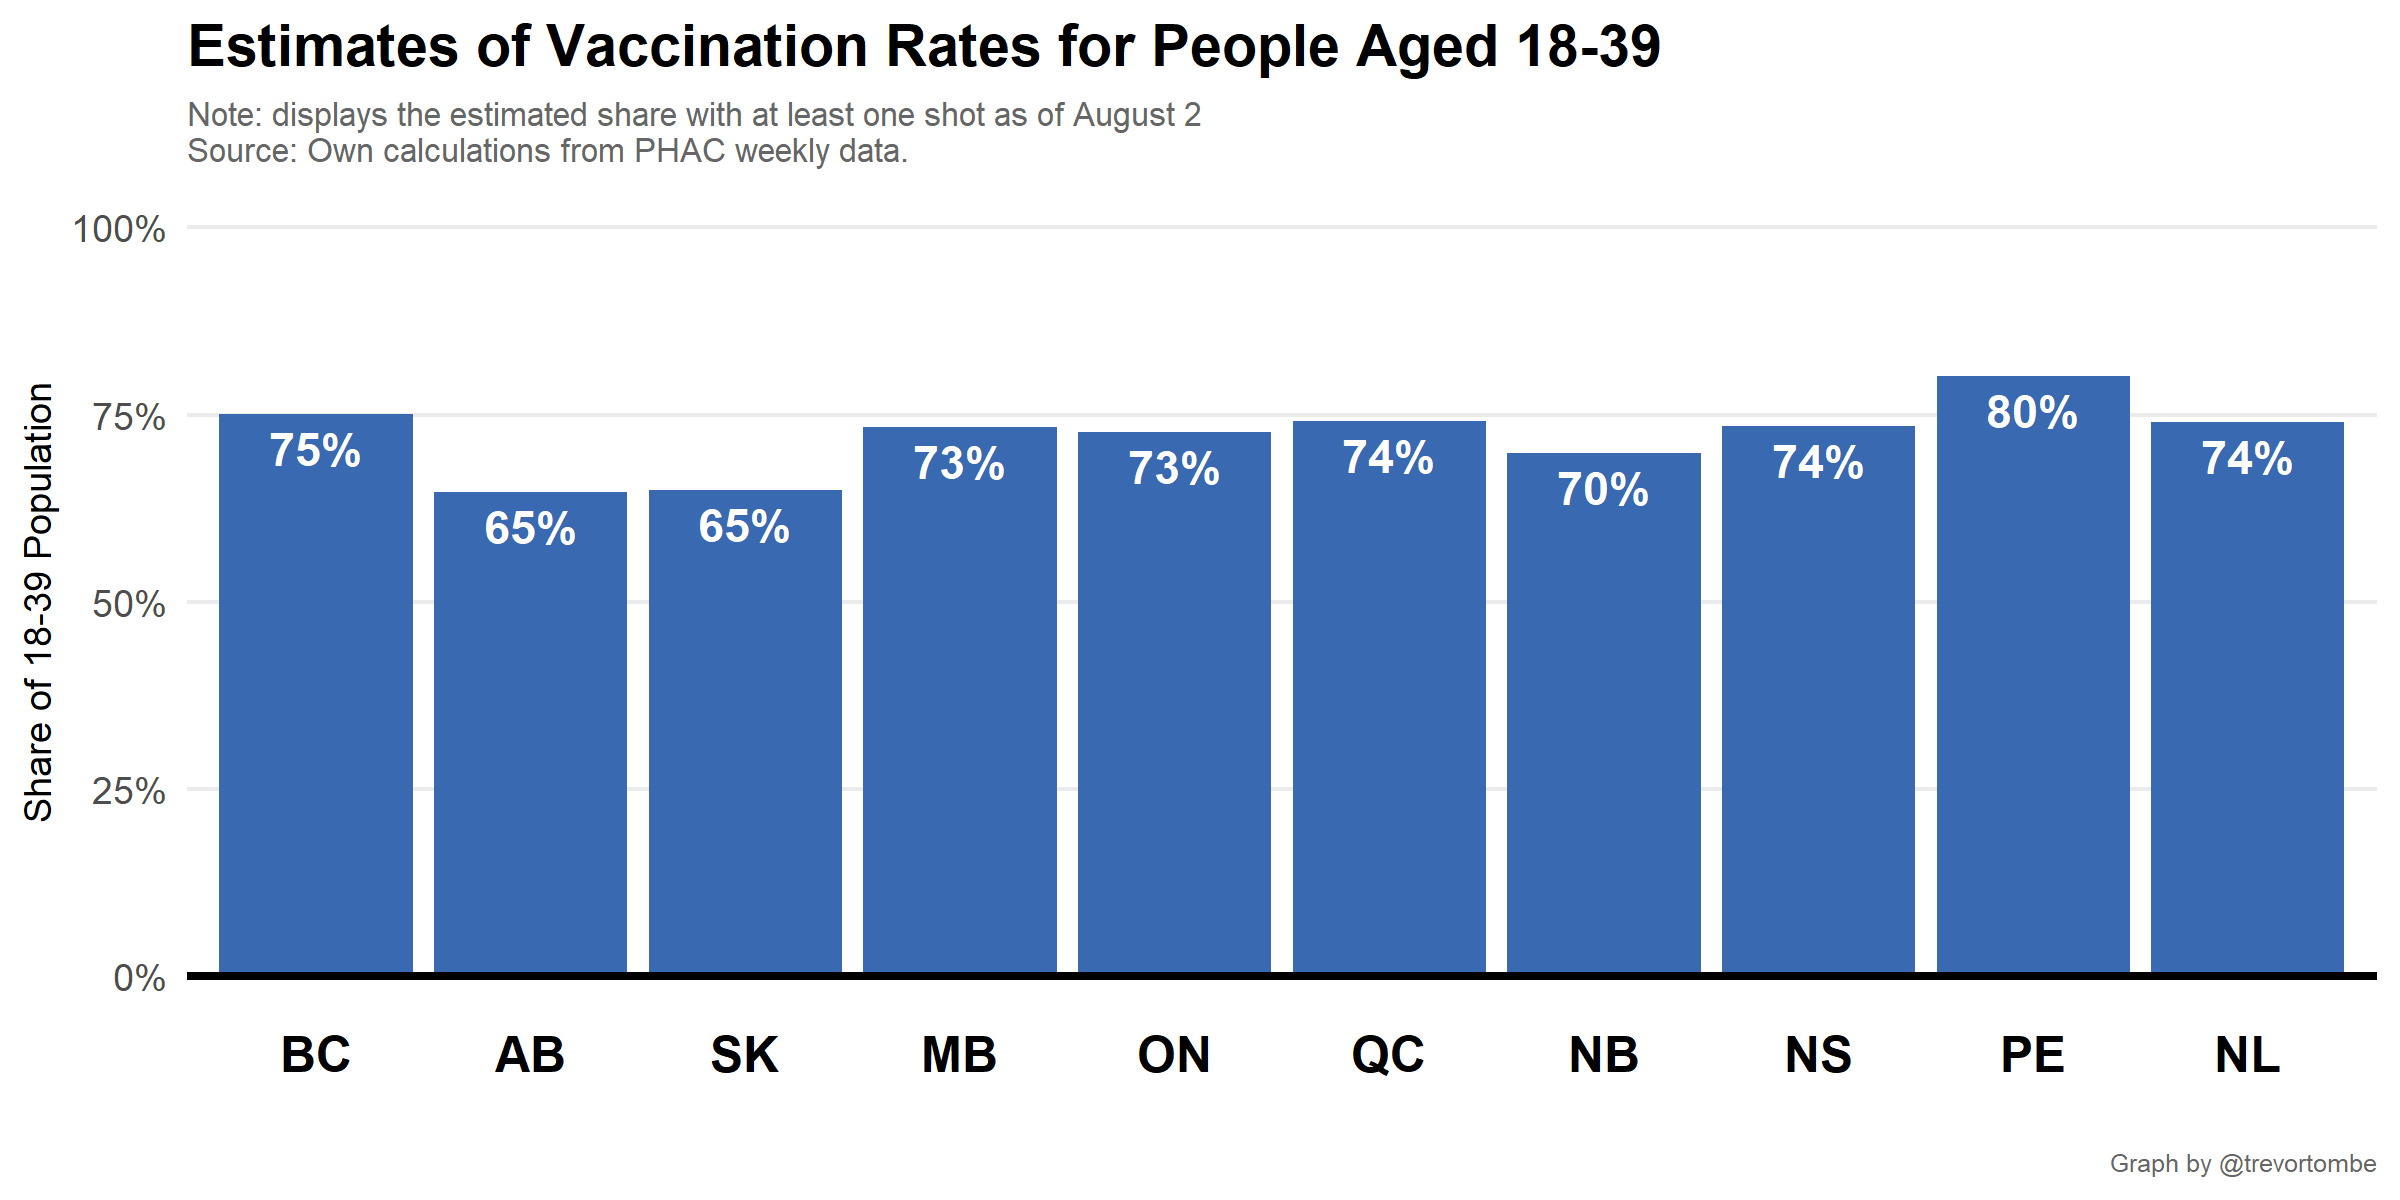 Estimates of Vaccination Rates for People Aged 18-39
Note: displays the estimated share with at least one shot as of August 2
Source: Own calculations from PHAC weekly data.
Share of 18-39 Population
100%
75%
50%
25%
0%
75%
65%
65%
73%
73%
74%
70%
74%
80%
74%
BC
AB
SK
MB
ON
QC
NB
NS
PE
NL
Graph by @trevortombe